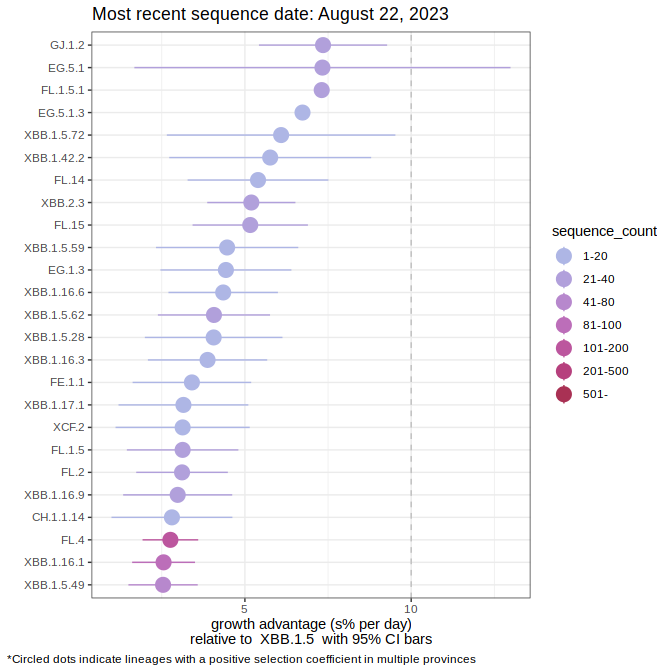 Most recent sequence date: August 22, 2023
GJ.1.2
EG.5.1
FL.1.5.1
EG.5.1.3
XBB.1.5.72
XBB.1.42.2
FL.14
XBB.2.3
FL.15
XBB.1.5.59
EG.1.3
XBB.1.16.6
XBB.1.5.62
XBB.1.5.28
XBB.1.16.3
FE.1.1
XBB.1.17.1
XCF.2
FL.1.5
FL.2
XBB.1.16.9
CH.1.1.14
FL.4
XBB.1.16.1
XBB.1.5.49
5 10
growth advantage (s% per day)
relative to XBB.1.5 with 95% CI bars
sequence_count
1-20
21-40
41-80
81-100
101-200
201-500
501-
*Circled dots indicate lineages with a positive selection coefficient in multiple provinces